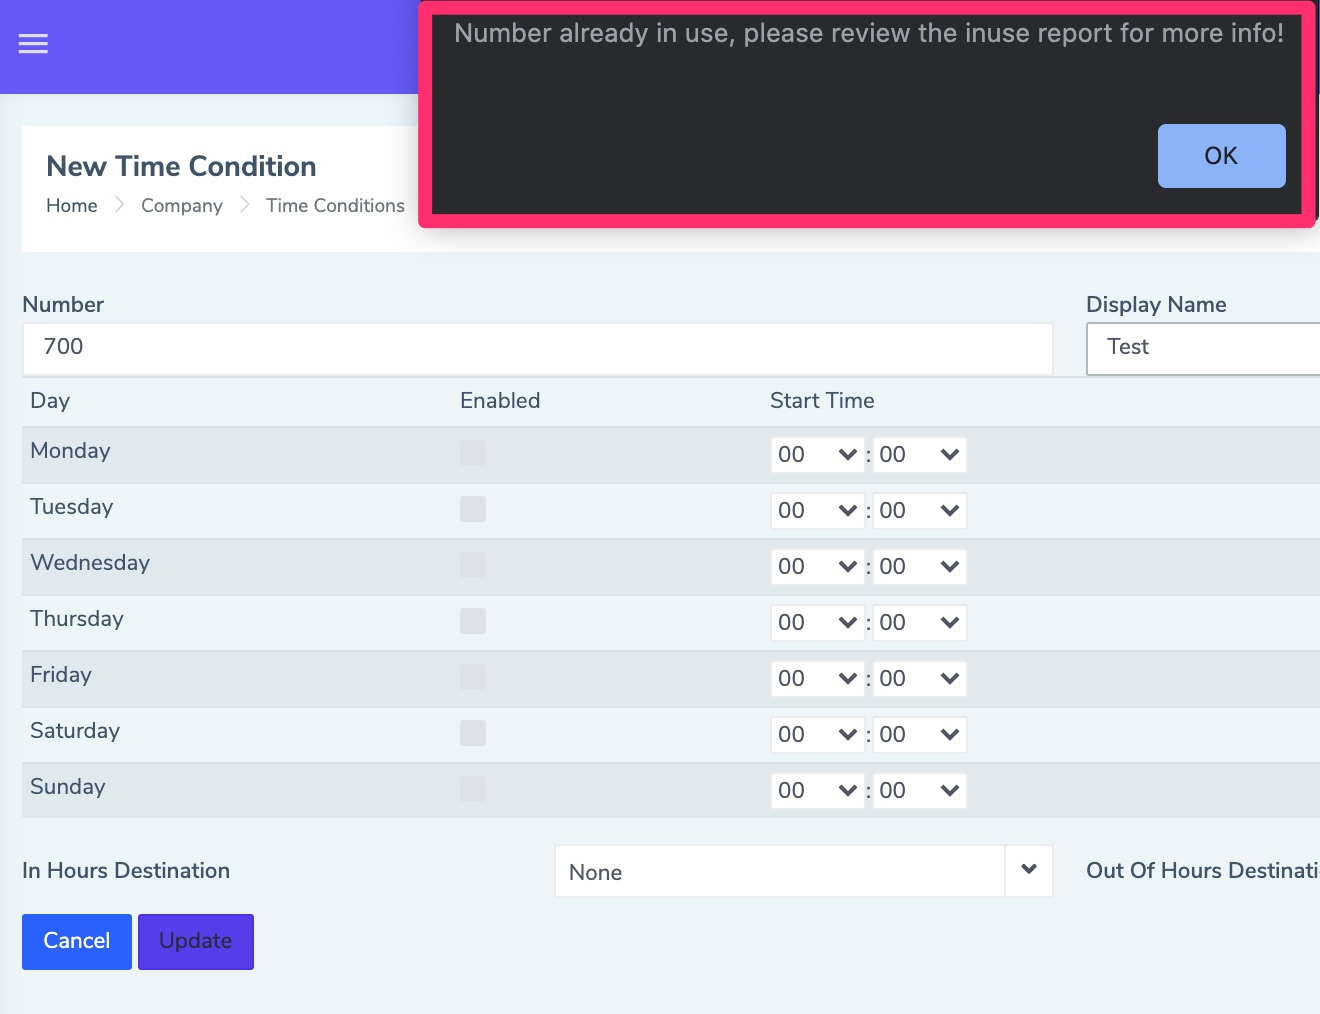 Number already in use, please review the inuse report for more info!
OK
New Time Condition
Home > Company > Time Conditions
Number
700
Display Name
Test
Day Enabled Start Time
Monday 00 : 00
Tuesday 00 : 00
Wednesday 00 : 00
Thursday 00 : 00
Friday 00 : 00
Saturday 00 : 00
Sunday 00 : 00
In Hours Destination None Out Of Hours
Cancel Update